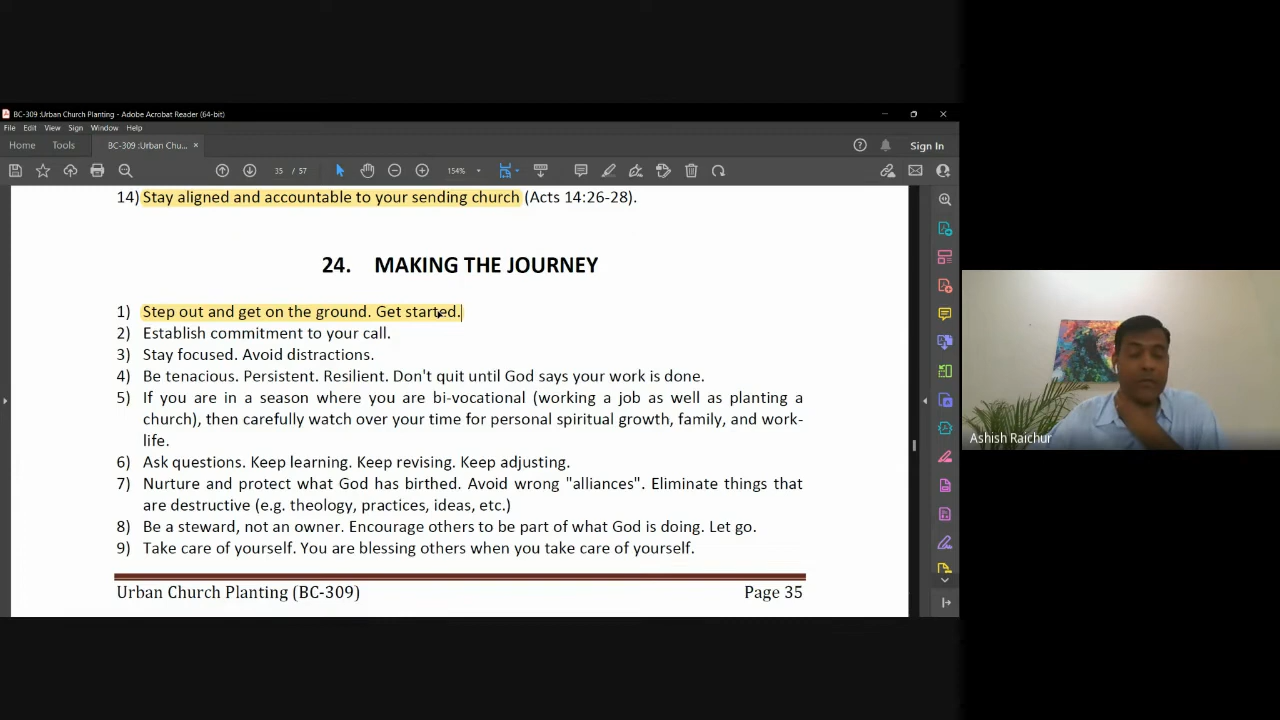 BC-309 :Urban Church Planting - Adobe Acrobat Reader (64-bit)
File Edit View Sign Window Help
Home Tools BC-309 :Urban Chu... × Sign In
35 / 57 154%
14) Stay aligned and accountable to your sending church (Acts 14:26-28).
24. MAKING THE JOURNEY
1) Step out and get on the ground. Get started.
2) Establish commitment to your call.
3) Stay focused. Avoid distractions.
4) Be tenacious. Persistent. Resilient. Don't quit until God says your work is done.
5) If you are in a season where you are bi-vocational (working a job as well as planting a
church), then carefully watch over your time for personal spiritual growth, family, and work-
life.
6) Ask questions. Keep learning. Keep revising. Keep adjusting.
7) Nurture and protect what God has birthed. Avoid wrong "alliances". Eliminate things that
are destructive (e.g. theology, practices, ideas, etc.)
8) Be a steward, not an owner. Encourage others to be part of what God is doing. Let go.
9) Take care of yourself. You are blessing others when you take care of yourself.
Urban Church Planting (BC-309) Page 35
Ashish Raichur